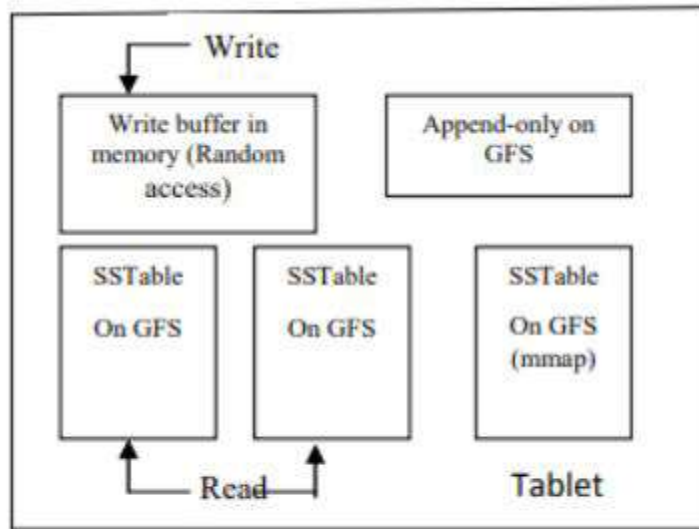 Write
Write buffer in
memory (Random
access)
Append-only on
GFS
SSTable
On GFS
SSTable
On GFS
SSTable
On GFS
(mmap)
Read
Tablet